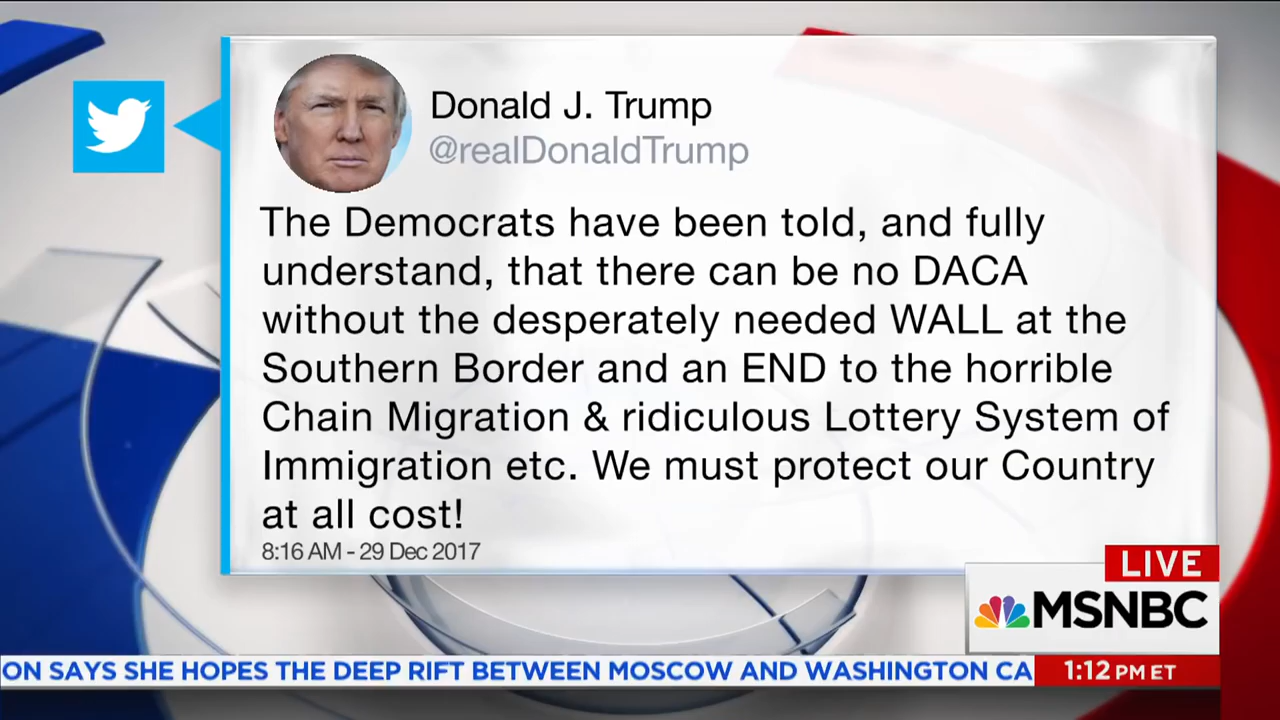 Donald J. Trump
@realDonaldTrump
The Democrats have been told, and fully
understand, that there can be no DACA
without the desperately needed WALL at the
Southern Border and an END to the horrible
Chain Migration & ridiculous Lottery System of
Immigration etc. We must protect our Country
at all cost!
8:16 AM - 29 Dec 2017
LIVE
MSNBC
ON SAYS SHE HOPES THE DEEP RIFT BETWEEN MOSCOW AND WASHINGTON CA
1:12 PM ET